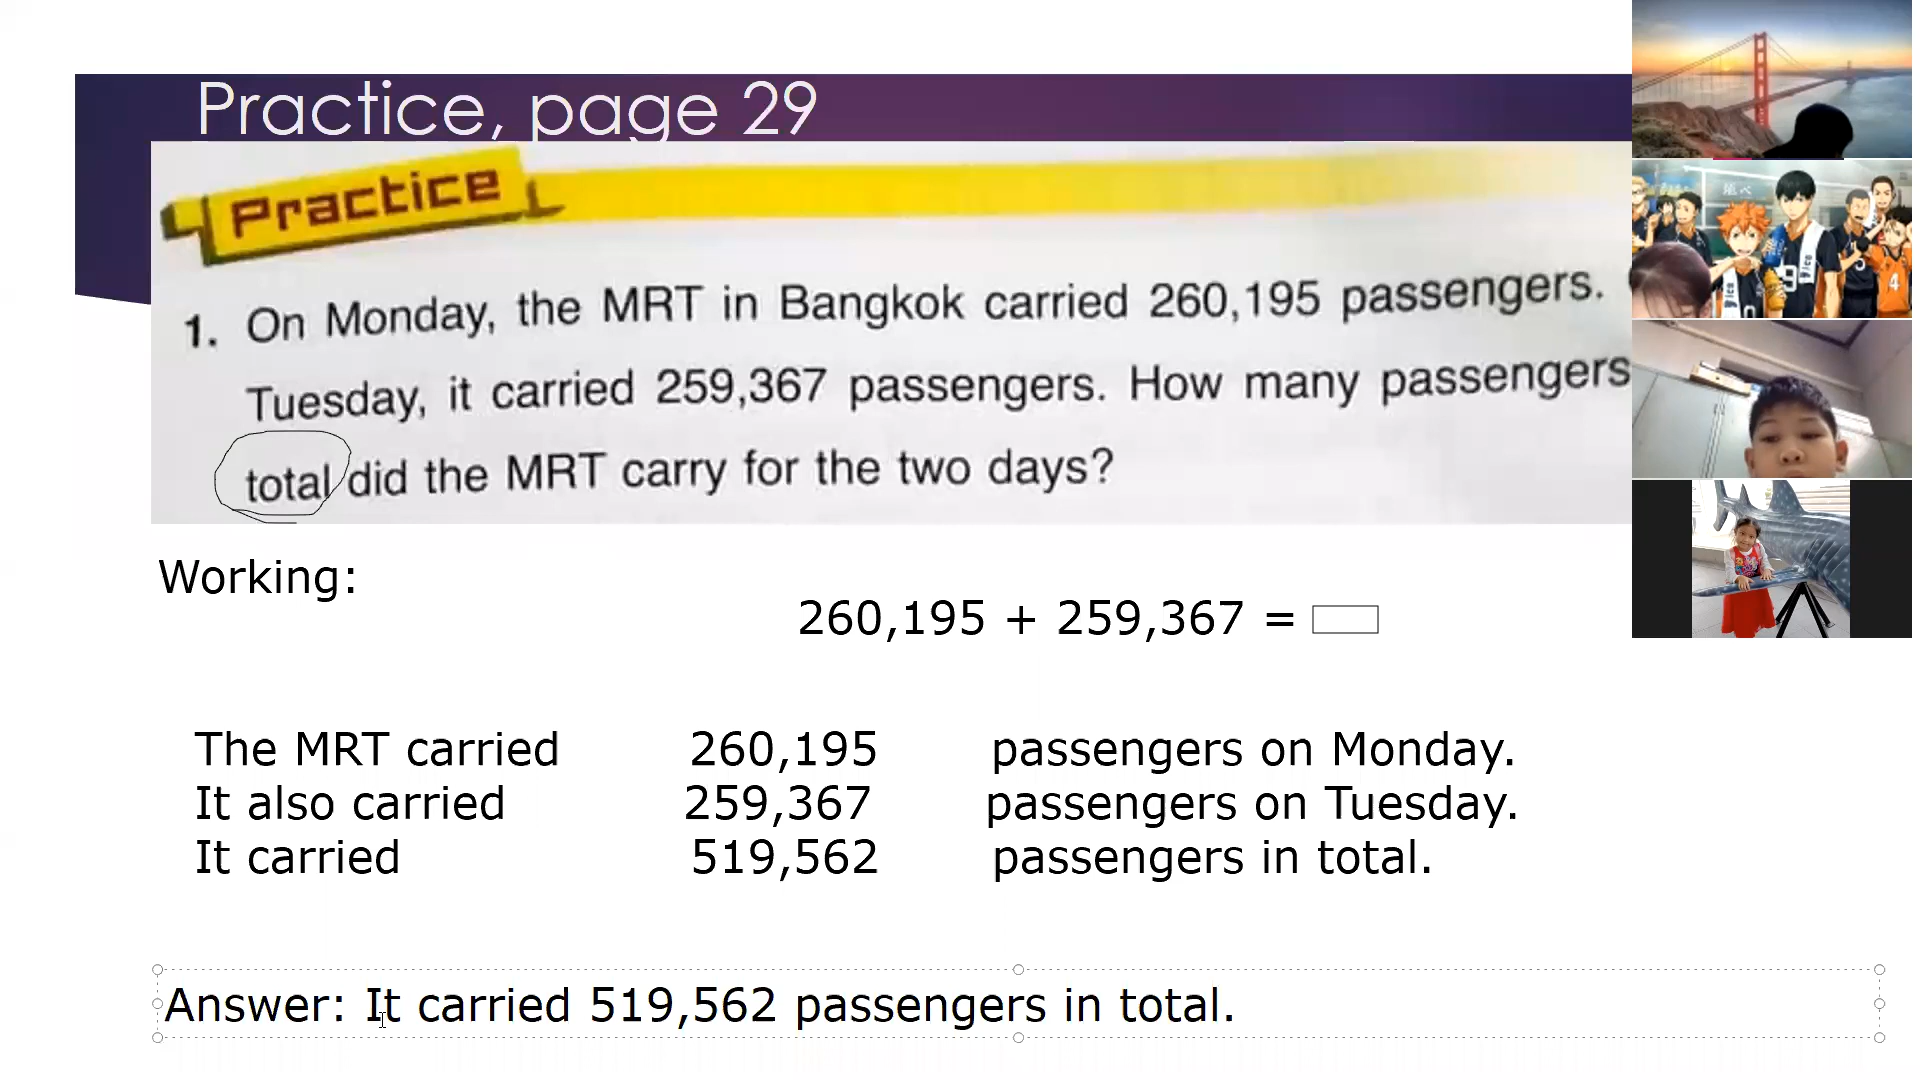 Practice, page 29
Practice
1. On Monday, the MRT in Bangkok carried 260,195 passengers.
Tuesday, it carried 259,367 passengers. How many passengers
total did the MRT carry for the two days?
Working:
260,195 + 259,367 =
The MRT carried 260,195 passengers on Monday.
It also carried 259,367 passengers on Tuesday.
It carried 519,562 passengers in total.
Answer: It carried 519,562 passengers in total.